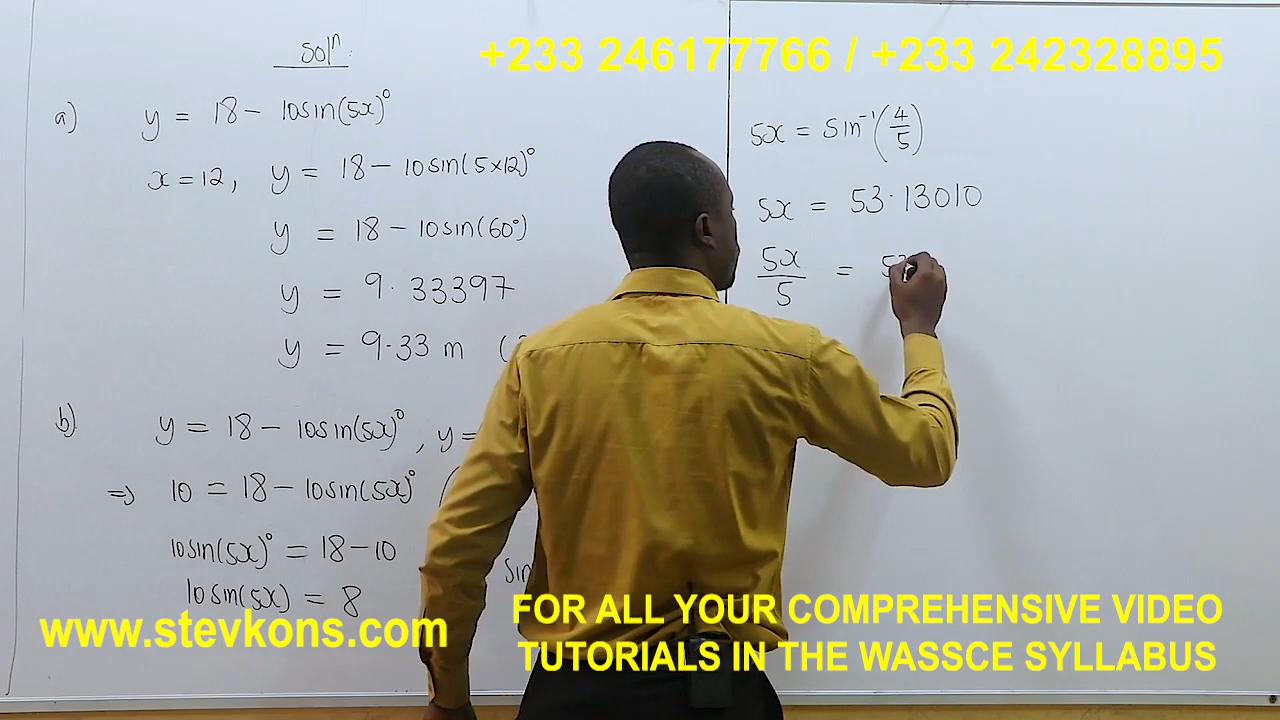 +233 246177766 / +233 242328895
Solⁿ:
a) y = 18 - 10sin(5x)°
x = 12, y = 18 - 10sin(5×12)°
y = 18 - 10sin(60°)
y = 9.33397
y = 9.33 m (
b) y = 18 - 10sin(5x)°, y =
⇒ 10 = 18 - 10sin(5x)°
10sin(5x)° = 18 - 10
10sin(5x) = 8
sin
5x = sin⁻¹(4/5)
5x = 53.13010
5x/5 = 5
www.stevkons.com
FOR ALL YOUR COMPREHENSIVE VIDEO
TUTORIALS IN THE WASSCE SYLLABUS